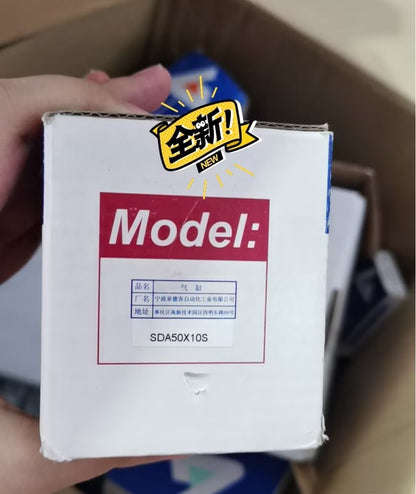 全新!
NEW
Model:
品名 气缸
厂名 宁波亚德客自动化工业有限公司
地址 奉化区高新技术园区四明东路88号
SDA50X10S